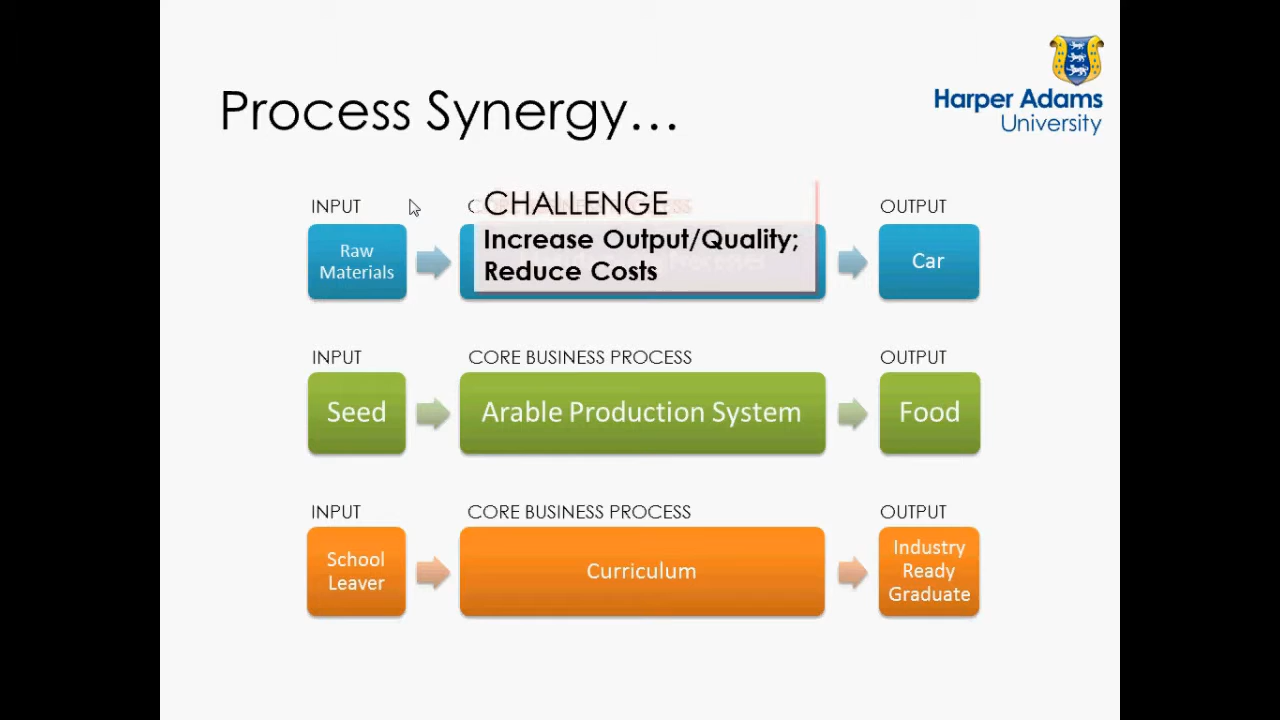 Process Synergy...
Harper Adams
University
INPUT
CHALLENGE
OUTPUT
Raw
Materials
Increase Output/Quality;
Reduce Costs
Car
INPUT
CORE BUSINESS PROCESS
OUTPUT
Seed
Arable Production System
Food
INPUT
CORE BUSINESS PROCESS
OUTPUT
School
Leaver
Curriculum
Industry
Ready
Graduate